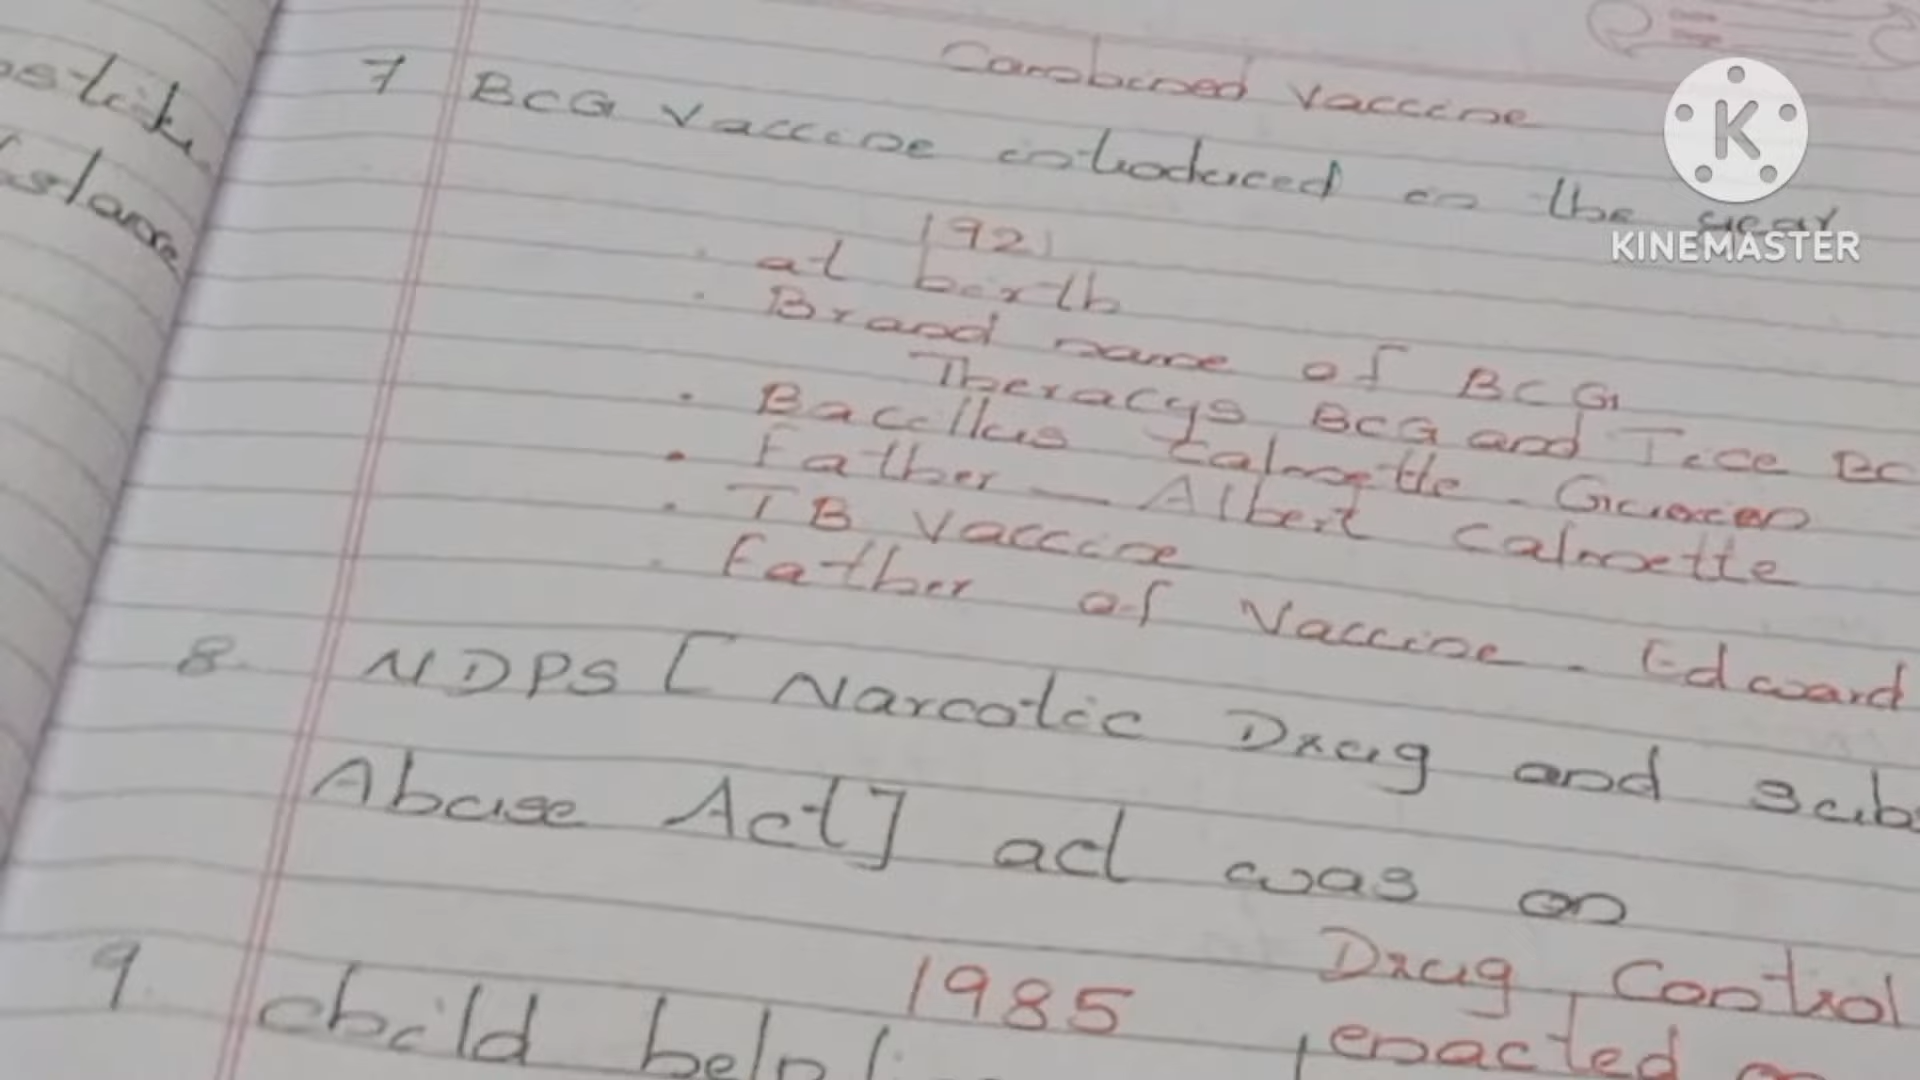 Combined Vaccine
7 BCG Vaccine introduced in the year
1921
at birth
Brand name of BCG
Theracys BCG and Tice BC
Bacillus Calmette - Guerin
Father — Albert Calmette
TB Vaccine
Father of Vaccine - Edward
8 NDPS [ Narcotic Drug and Subs
Abuse Act] act was on
1985
Drug Control
enacted
9 child
KINEMASTER